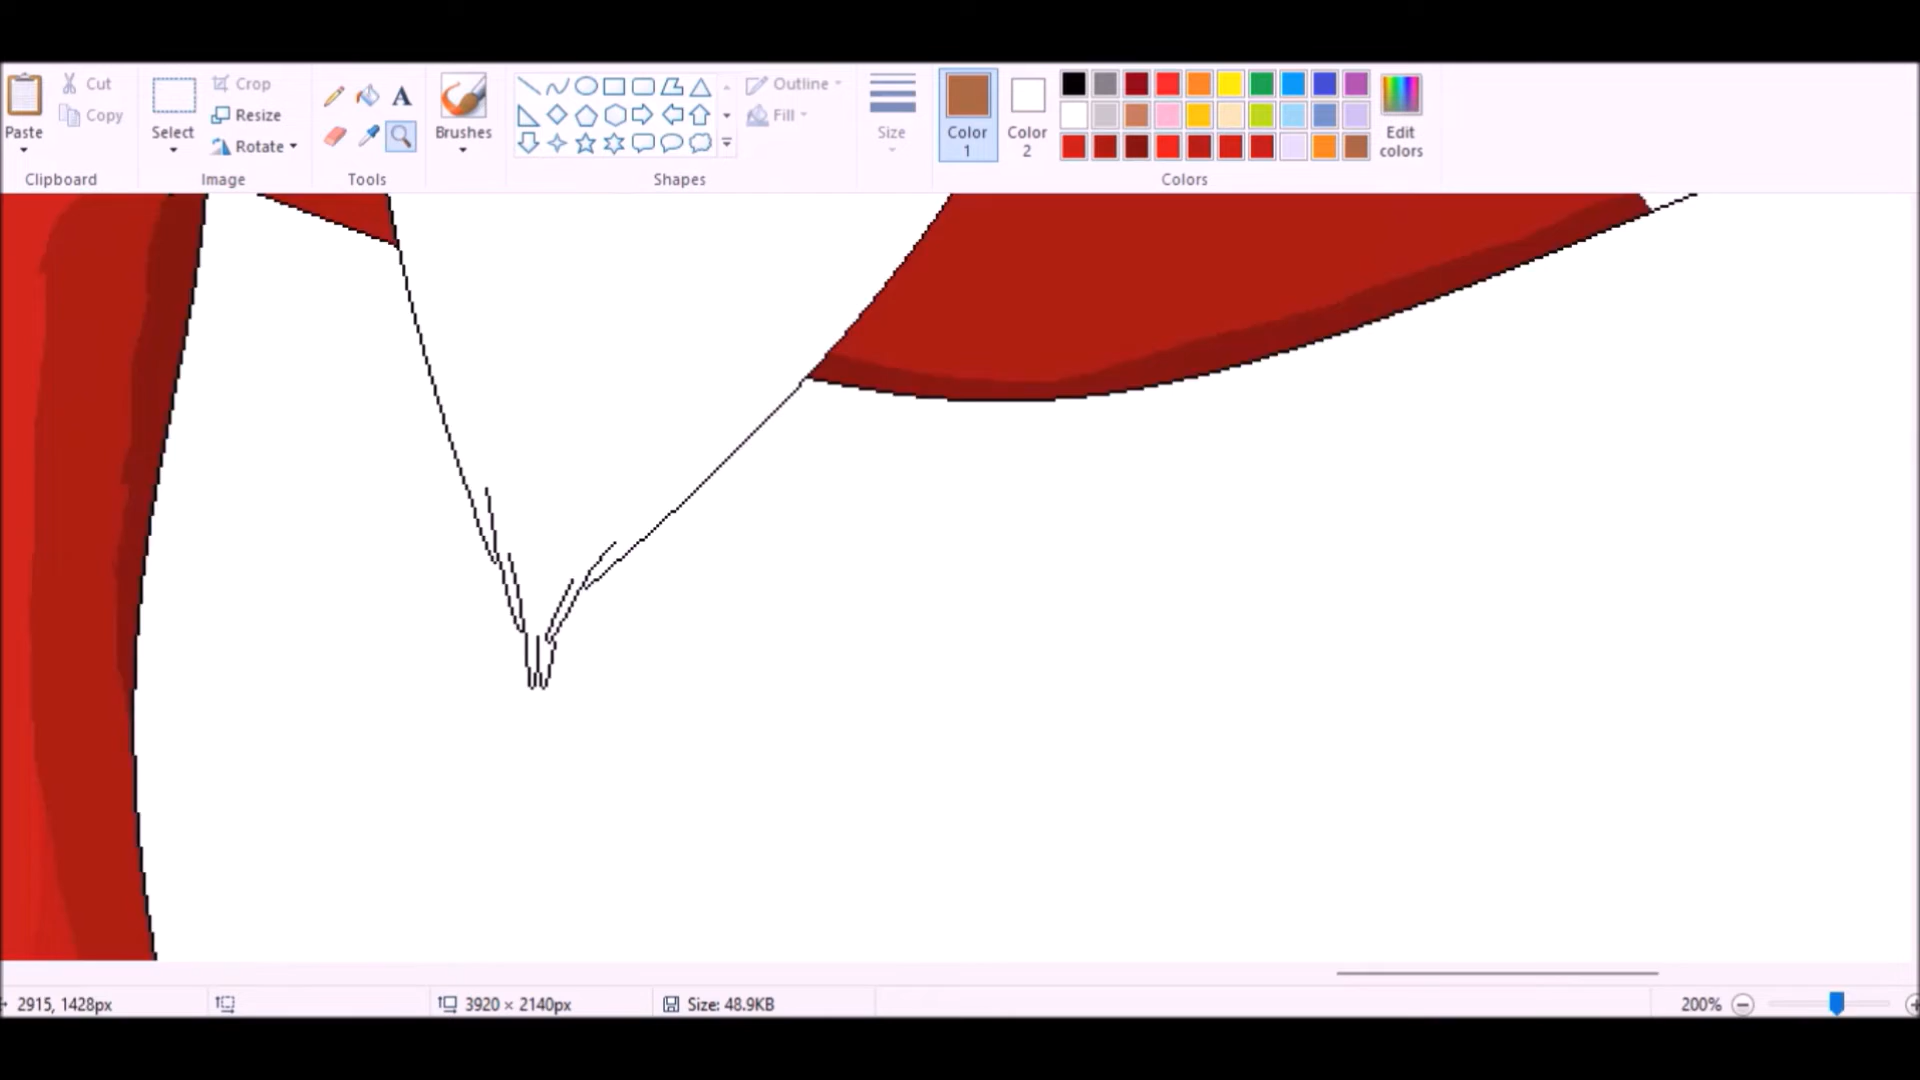 Paste
Cut
Copy
Clipboard
Select
Crop
Resize
Rotate
Image
A
Tools
Brushes
Shapes
Outline
Fill
Size
Color
1
Color
2
Edit
colors
Colors
2915, 1428px
3920 × 2140px
Size: 48.9KB
200%